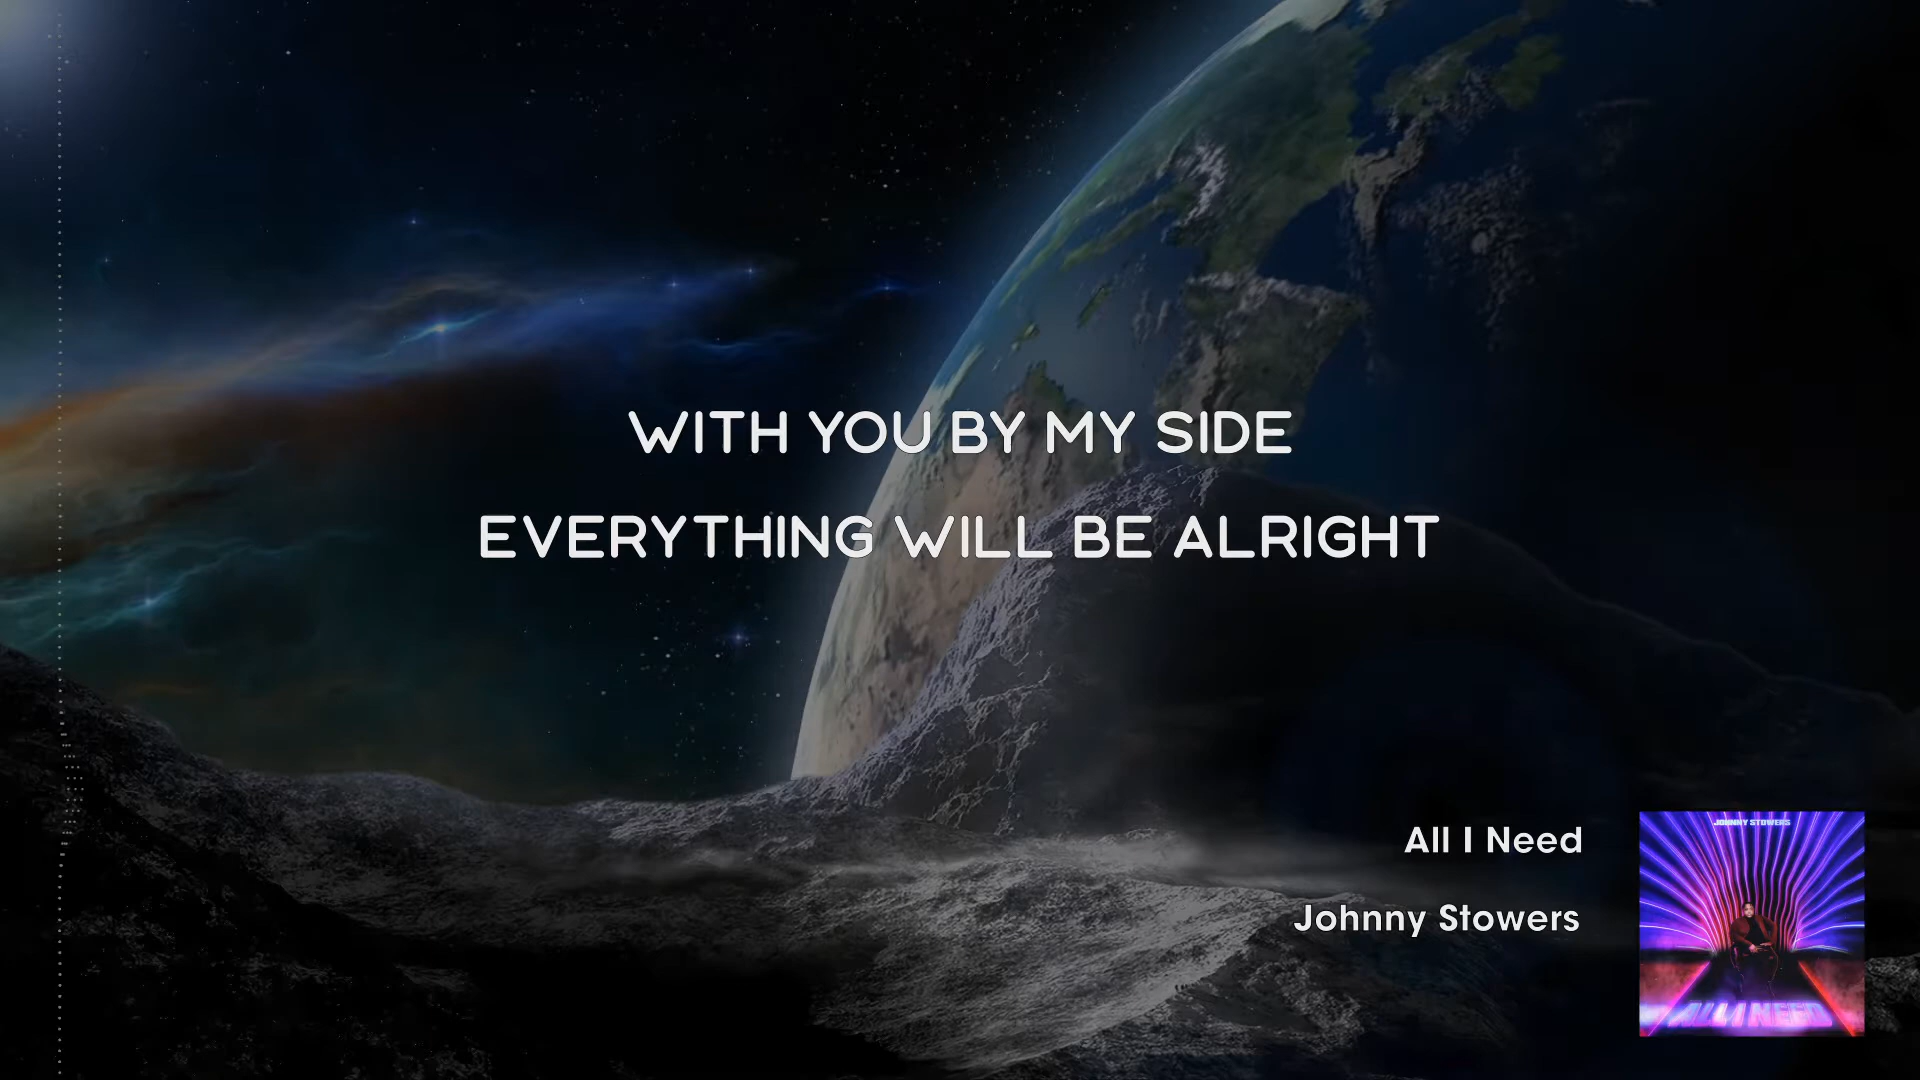 WITH YOU BY MY SIDE
EVERYTHING WILL BE ALRIGHT
All I Need
Johnny Stowers
JOHNNY STOWERS
ALL I NEED